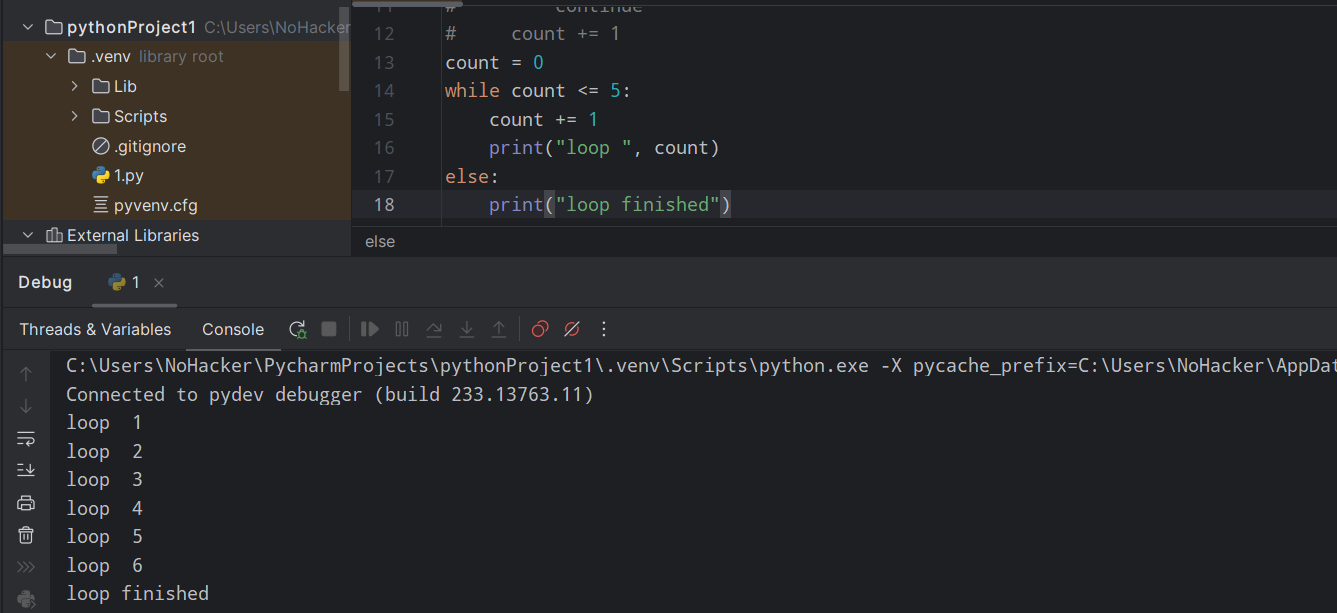 pythonProject1 C:\Users\NoHacker
.venv library root
Lib
Scripts
.gitignore
1.py
pyvenv.cfg
External Libraries
11 # continue
12 # count += 1
13 count = 0
14 while count <= 5:
15 count += 1
16 print("loop ", count)
17 else:
18 print("loop finished")
else
Debug 1
Threads & Variables Console
C:\Users\NoHacker\PycharmProjects\pythonProject1\.venv\Scripts\python.exe -X pycache_prefix=C:\Users\NoHacker\AppDat
Connected to pydev debugger (build 233.13763.11)
loop  1
loop  2
loop  3
loop  4
loop  5
loop  6
loop finished